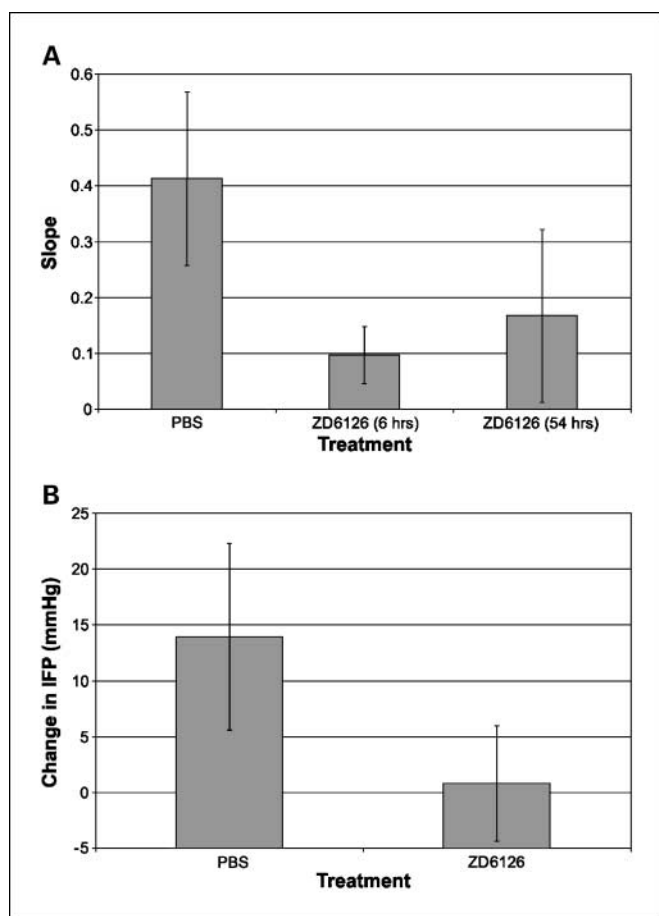 A
0.6
0.5
0.4
0.3
0.2
0.1
0
Slope
PBS ZD6126 (6 hrs) ZD6126 (54 hrs)
Treatment
B
25
20
15
10
5
0
-5
Change in IFP (mmHg)
PBS ZD6126
Treatment